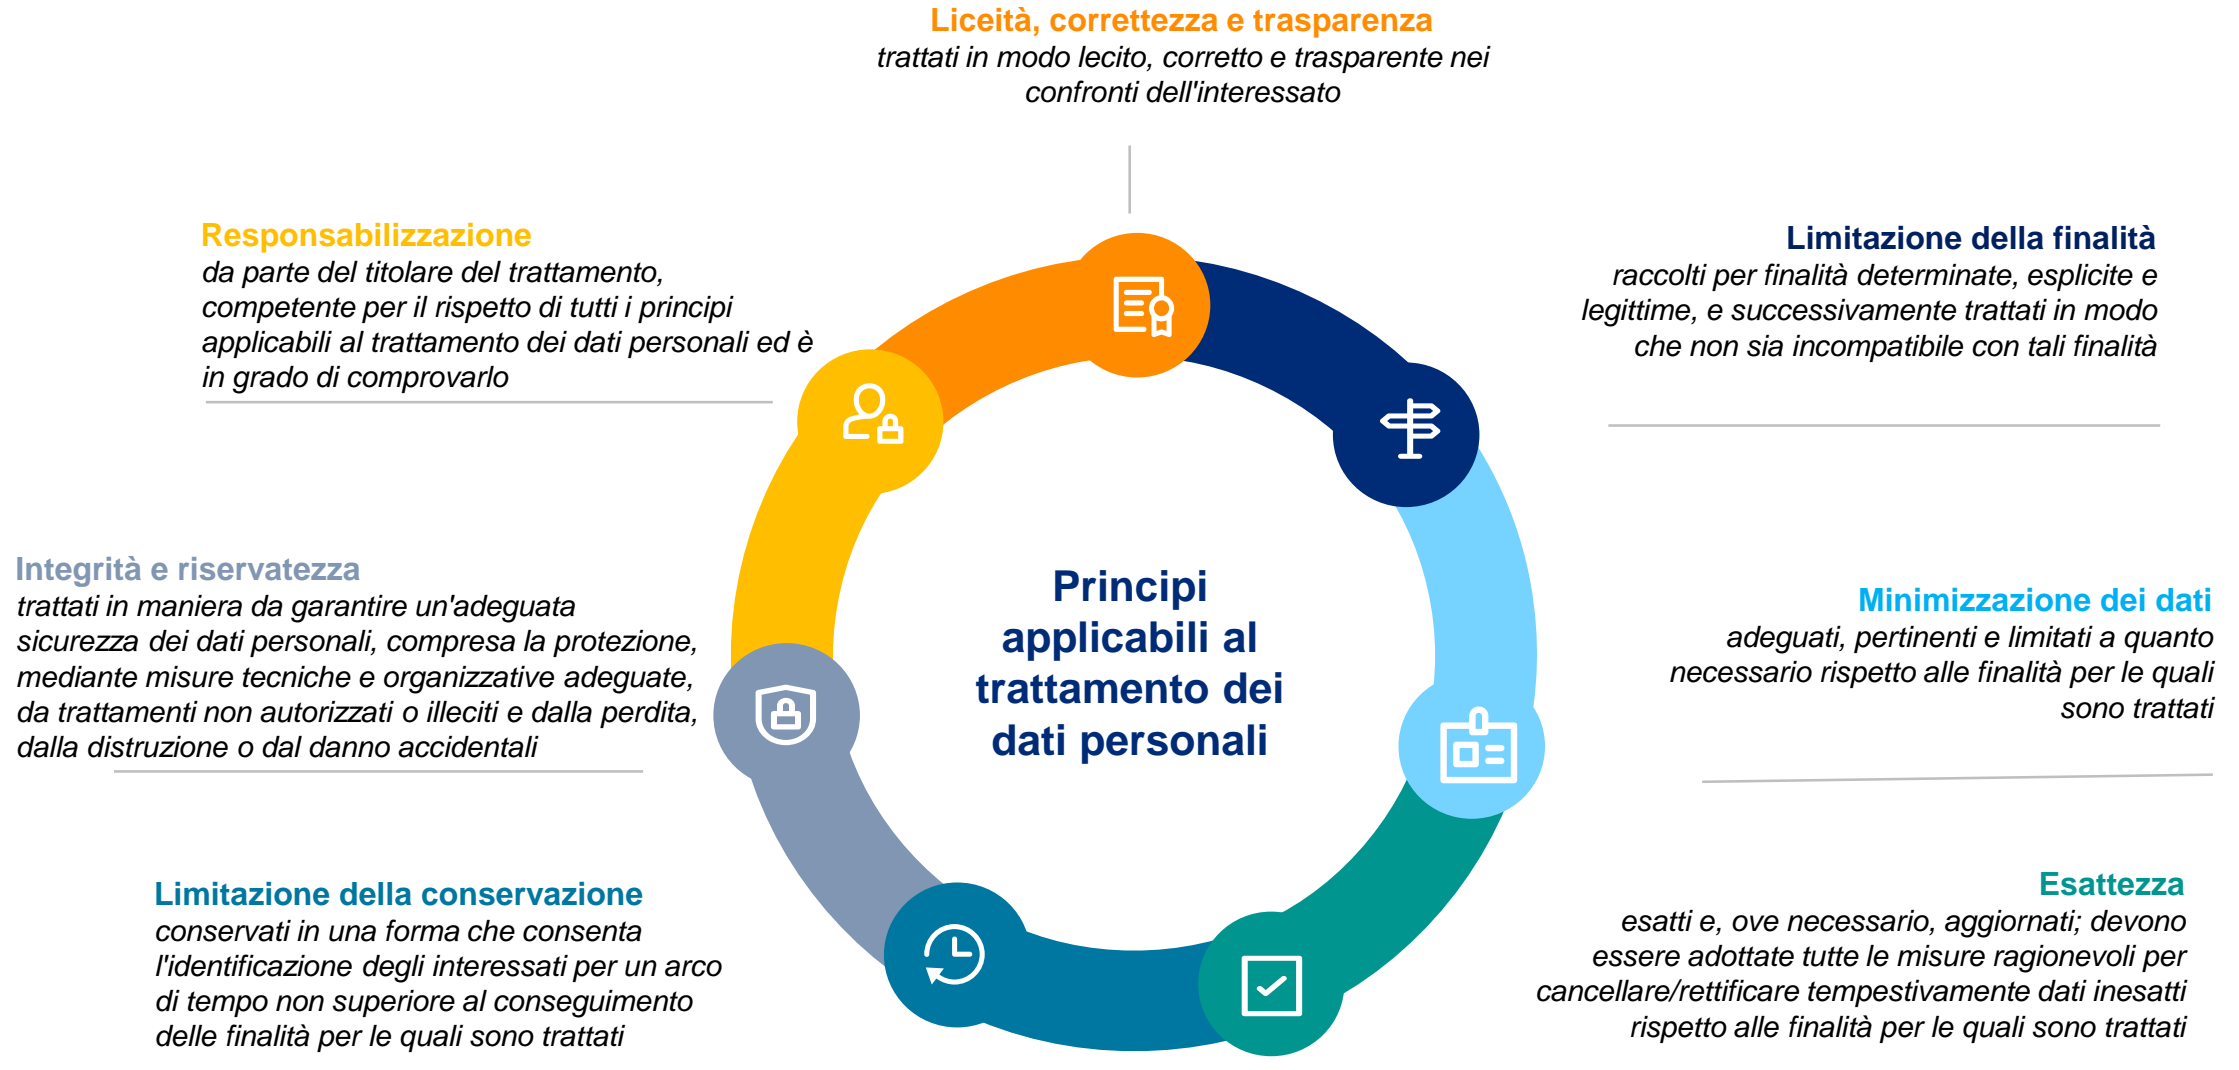 Liceità, correttezza e trasparenza
trattati in modo lecito, corretto e trasparente nei
confronti dell'interessato
Limitazione della finalità
raccolti per finalità determinate, esplicite e
legittime, e successivamente trattati in modo
che non sia incompatibile con tali finalità
Minimizzazione dei dati
adeguati, pertinenti e limitati a quanto
necessario rispetto alle finalità per le quali
sono trattati
Esattezza
esatti e, ove necessario, aggiornati; devono
essere adottate tutte le misure ragionevoli per
cancellare/rettificare tempestivamente dati inesatti
rispetto alle finalità per le quali sono trattati
Limitazione della conservazione
conservati in una forma che consenta
l'identificazione degli interessati per un arco
di tempo non superiore al conseguimento
delle finalità per le quali sono trattati
Integrità e riservatezza
trattati in maniera da garantire un'adeguata
sicurezza dei dati personali, compresa la protezione,
mediante misure tecniche e organizzative adeguate,
da trattamenti non autorizzati o illeciti e dalla perdita,
dalla distruzione o dal danno accidentali
Responsabilizzazione
da parte del titolare del trattamento,
competente per il rispetto di tutti i principi
applicabili al trattamento dei dati personali ed è
in grado di comprovarlo
Principi
applicabili al
trattamento dei
dati personali